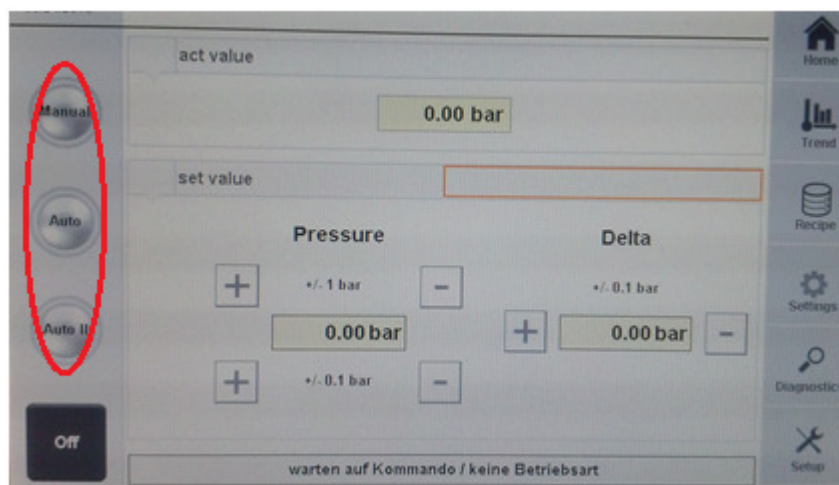 act value
0.00 bar
set value
Pressure
Delta
+/- 1 bar
+/- 0.1 bar
0.00 bar
0.00 bar
+/- 0.1 bar
warten auf Kommando / keine Betriebsart
Manual
Auto
Auto II
Off
Home
Trend
Recipe
Settings
Diagnostics
Setup